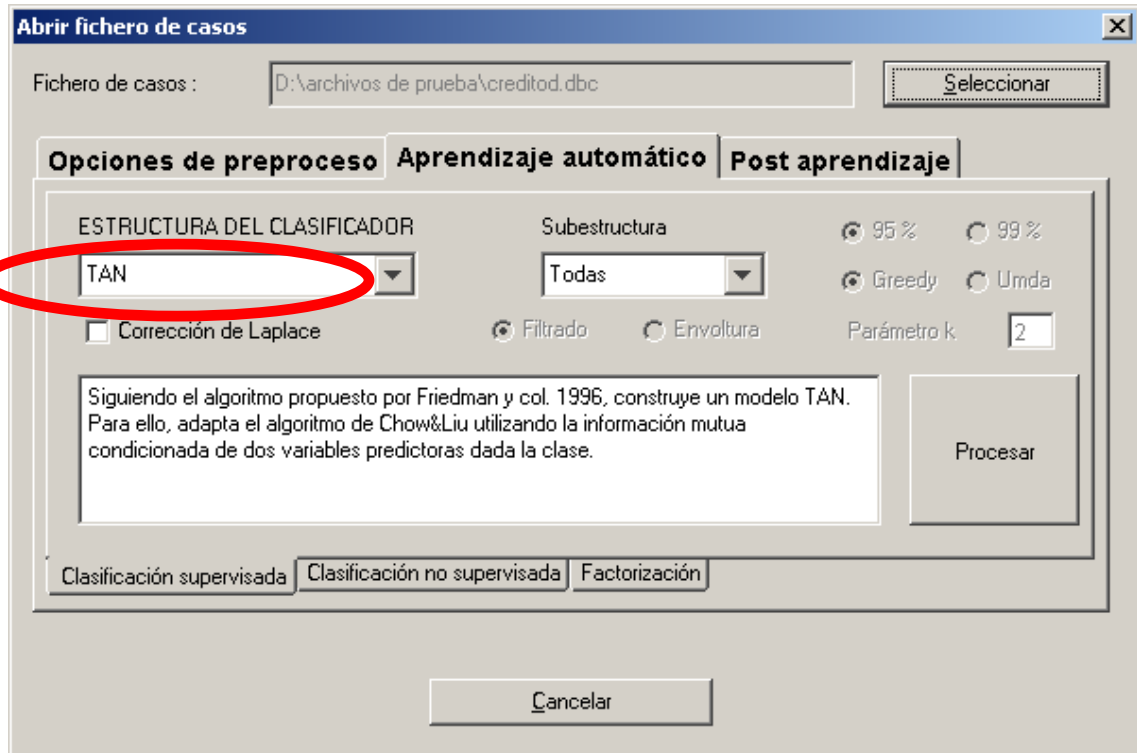 Abrir fichero de casos
Fichero de casos :
D:\archivos de prueba\creditod.dbc
Seleccionar
Opciones de preproceso
Aprendizaje automático
Post aprendizaje
ESTRUCTURA DEL CLASIFICADOR
Subestructura
95 %
99 %
TAN
Todas
Greedy
Umda
Corrección de Laplace
Filtrado
Envoltura
Parámetro k
2
Siguiendo el algoritmo propuesto por Friedman y col. 1996, construye un modelo TAN.
Para ello, adapta el algoritmo de Chow&Liu utilizando la información mutua
condicionada de dos variables predictoras dada la clase.
Procesar
Clasificación supervisada
Clasificación no supervisada
Factorización
Cancelar